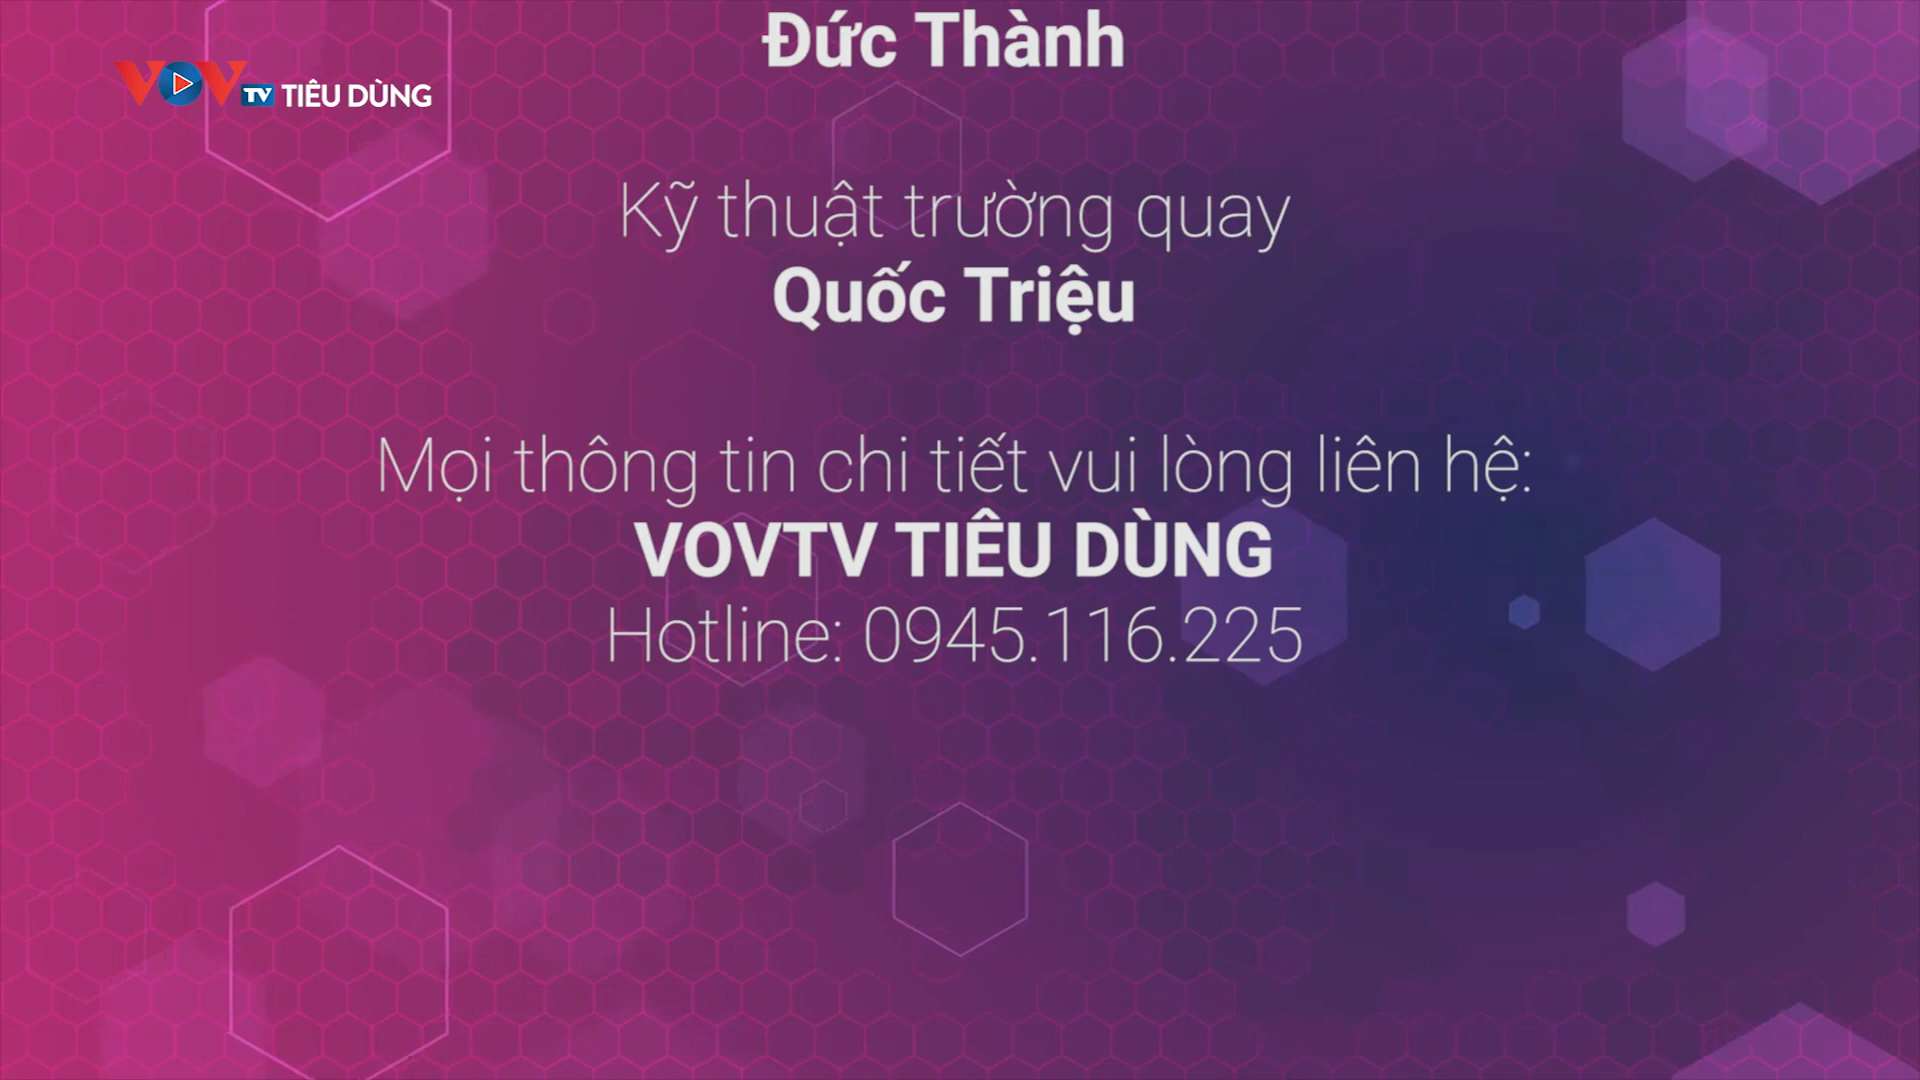 Đức Thành
VOV TV TIÊU DÙNG
Kỹ thuật trường quay
Quốc Triệu
Mọi thông tin chi tiết vui lòng liên hệ:
VOVTV TIÊU DÙNG
Hotline: 0945.116.225